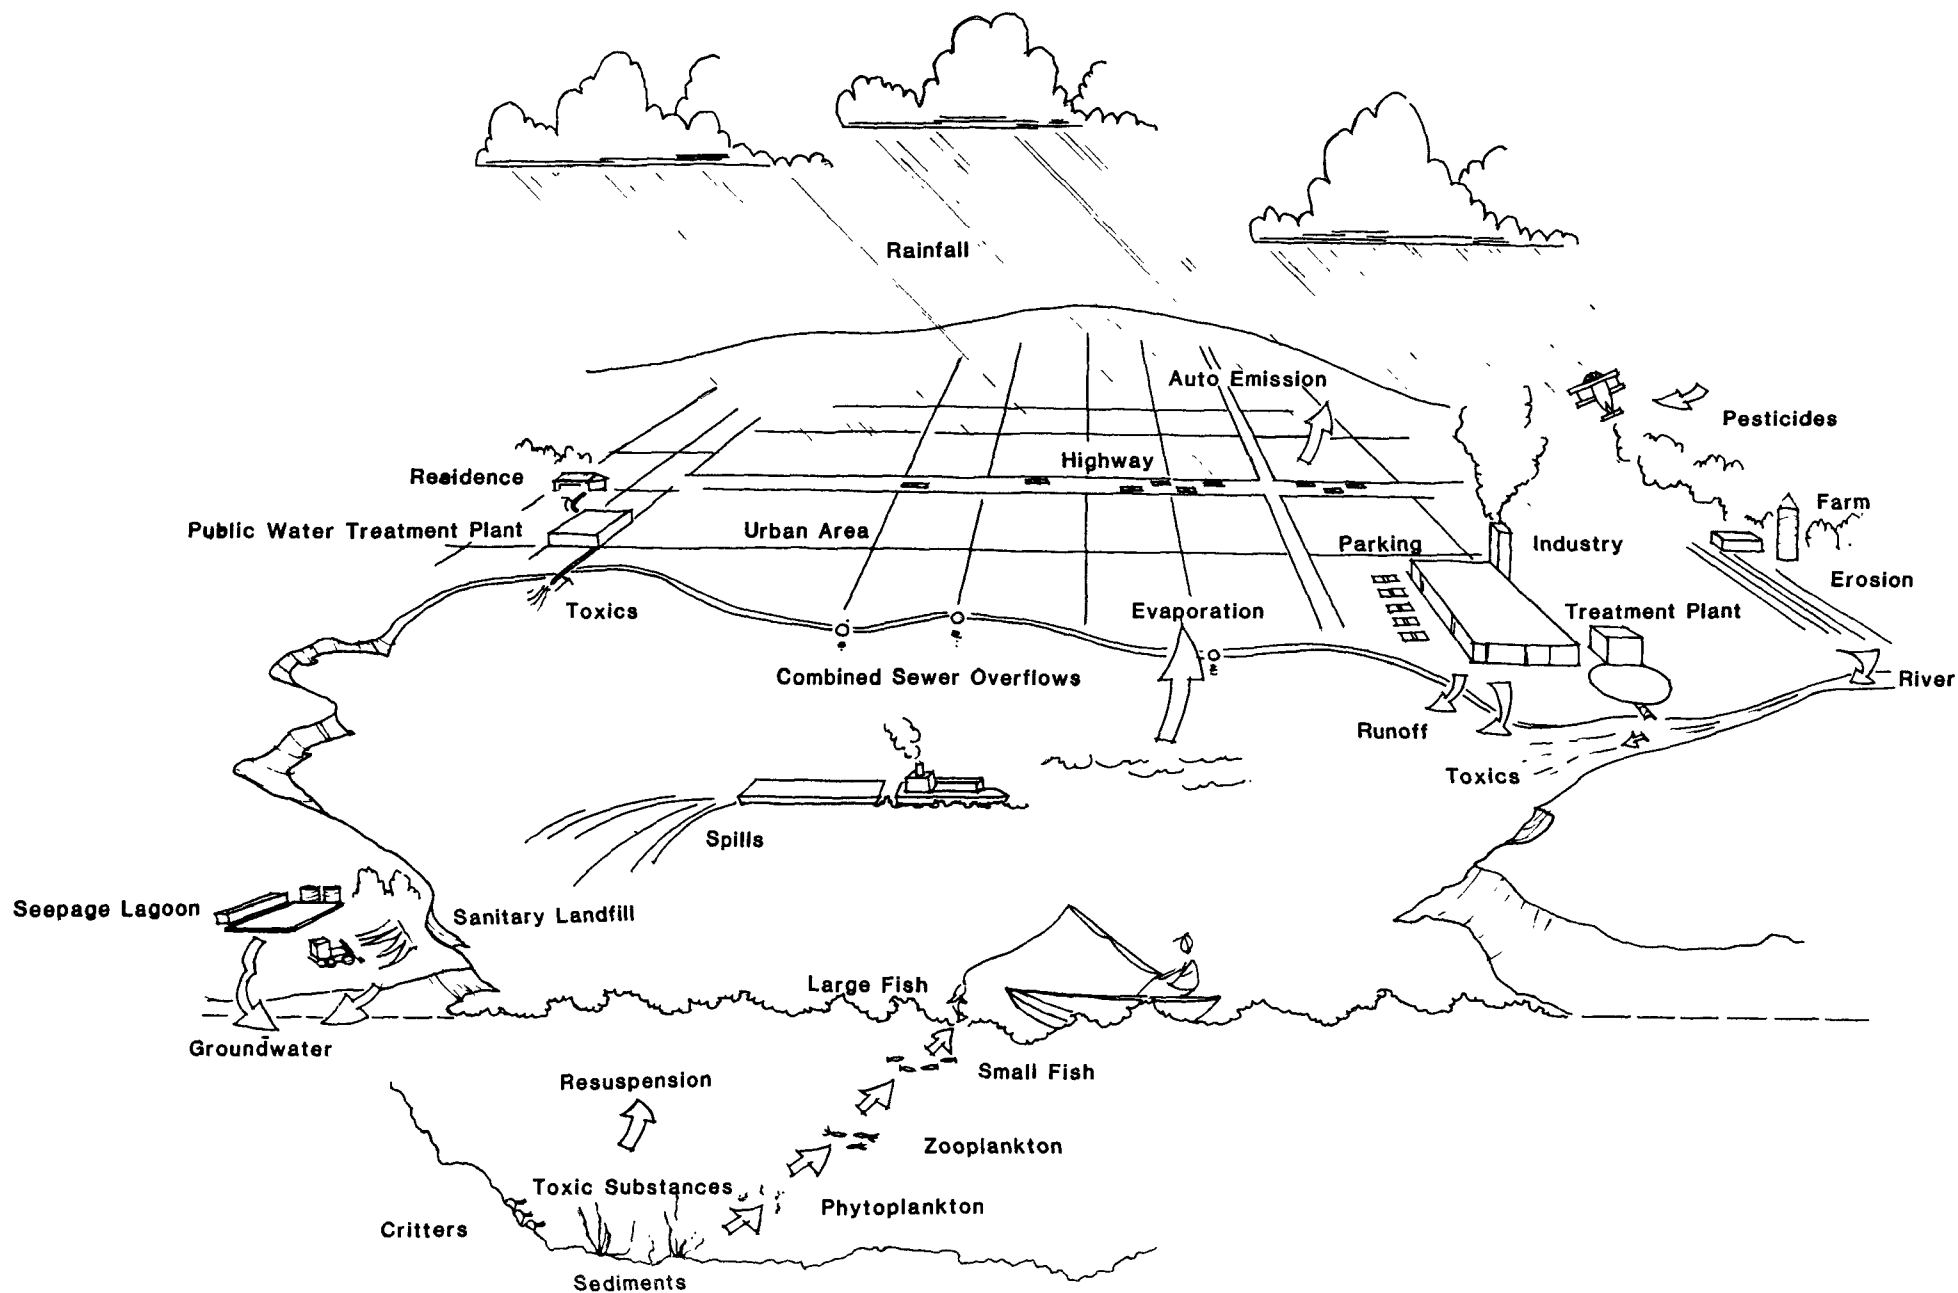 Rainfall
Auto Emission
Pesticides
Highway
Residence
Farm
Public Water Treatment Plant
Urban Area
Parking
Industry
Erosion
Toxics
Evaporation
Treatment Plant
Combined Sewer Overflows
River
Runoff
Toxics
Spills
Seepage Lagoon
Sanitary Landfill
Large Fish
Groundwater
Small Fish
Resuspension
Zooplankton
Toxic Substances
Phytoplankton
Critters
Sediments